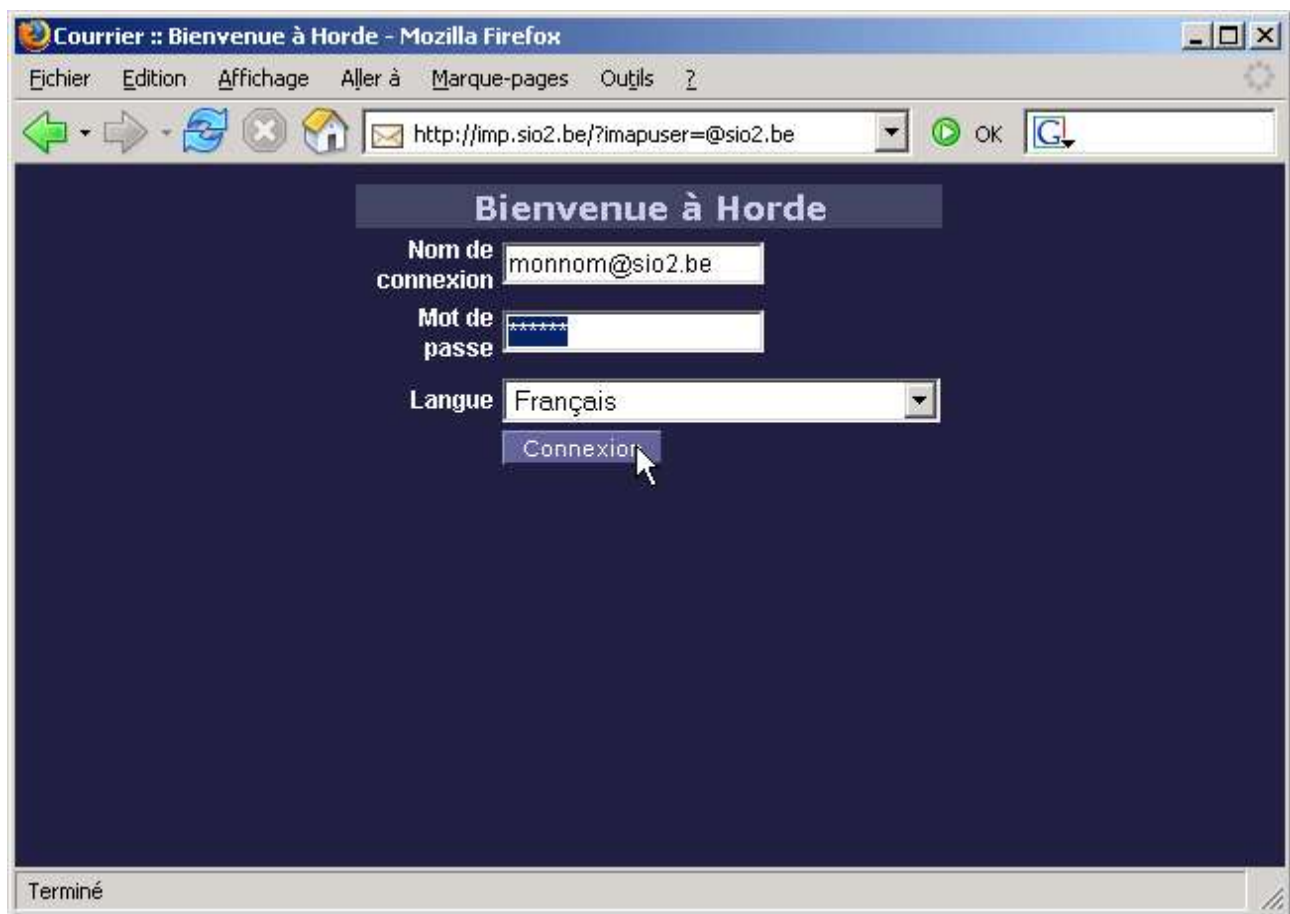 Courrier :: Bienvenue à Horde - Mozilla Firefox
Fichier Edition Affichage Aller à Marque-pages Outils ?
http://imp.sio2.be/?imapuser=@sio2.be OK G
Bienvenue à Horde
Nom de
connexion monnom@sio2.be
Mot de
passe ******
Langue Français
Connexion
Terminé